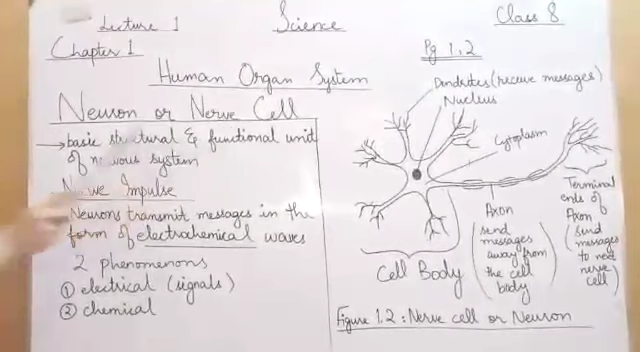 Lecture 1
Science
Class 8
Chapter 1
Pg 1,2
Human Organ System
Neuron or Nerve Cell
→ basic structural & functional unit
of nervous system
Nerve Impulse
Neurons transmit messages in the
form of electrochemical waves
2 phenomenons
① electrical (signals)
② chemical
Dendrites (receive messages)
Nucleus
Cytoplasm
Cell Body
Axon
(send
messages
away from
the cell
body)
Terminal
ends of
Axon
(send
messages
to next
nerve
cell)
Figure 1.2 : Nerve cell or Neuron